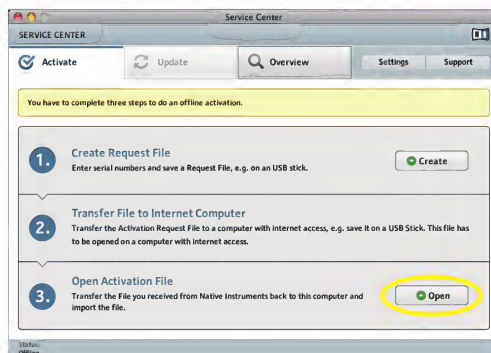 Service Center
SERVICE CENTER
Activate
Update
Overview
Settings
Support
You have to complete three steps to do an offline activation.
1.
Create Request File
Enter serial numbers and save a Request File, e.g. on an USB stick.
Create
2.
Transfer File to Internet Computer
Transfer the Activation Request File to a computer with internet access, e.g. save it on a USB Stick. This file has
to be opened on a computer with internet access.
3.
Open Activation File
Transfer the File you received from Native Instruments back to this computer and
import the file.
Open
Status:
Offline